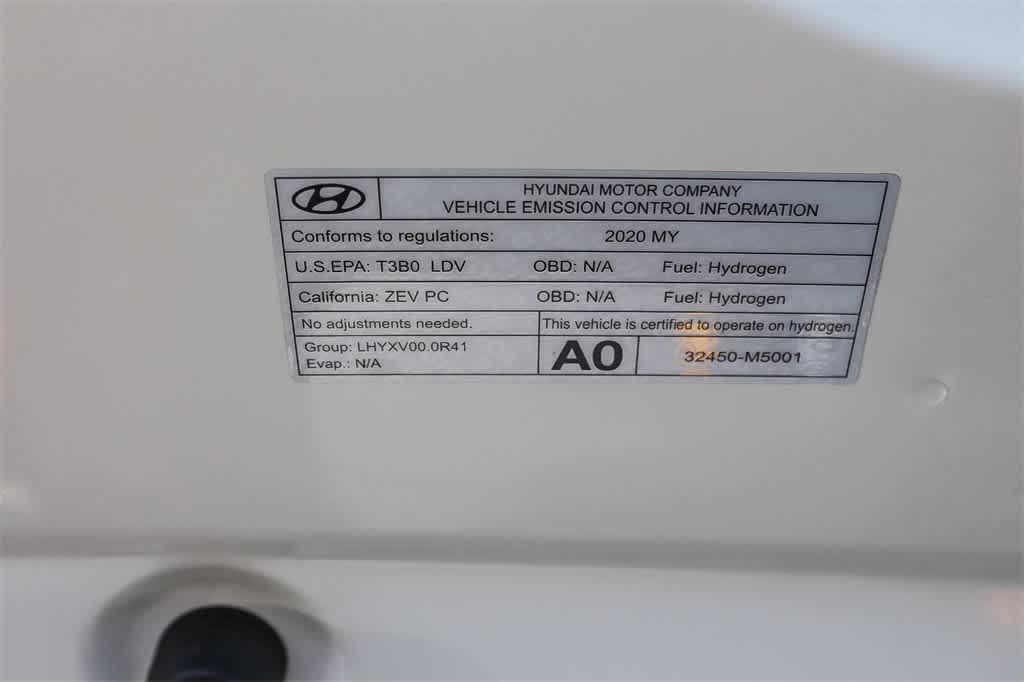 HYUNDAI MOTOR COMPANY
VEHICLE EMISSION CONTROL INFORMATION
Conforms to regulations: 2020 MY
U.S.EPA: T3B0 LDV OBD: N/A Fuel: Hydrogen
California: ZEV PC OBD: N/A Fuel: Hydrogen
No adjustments needed. This vehicle is certified to operate on hydrogen.
Group: LHYXV00.0R41
Evap.: N/A
A0
32450-M5001